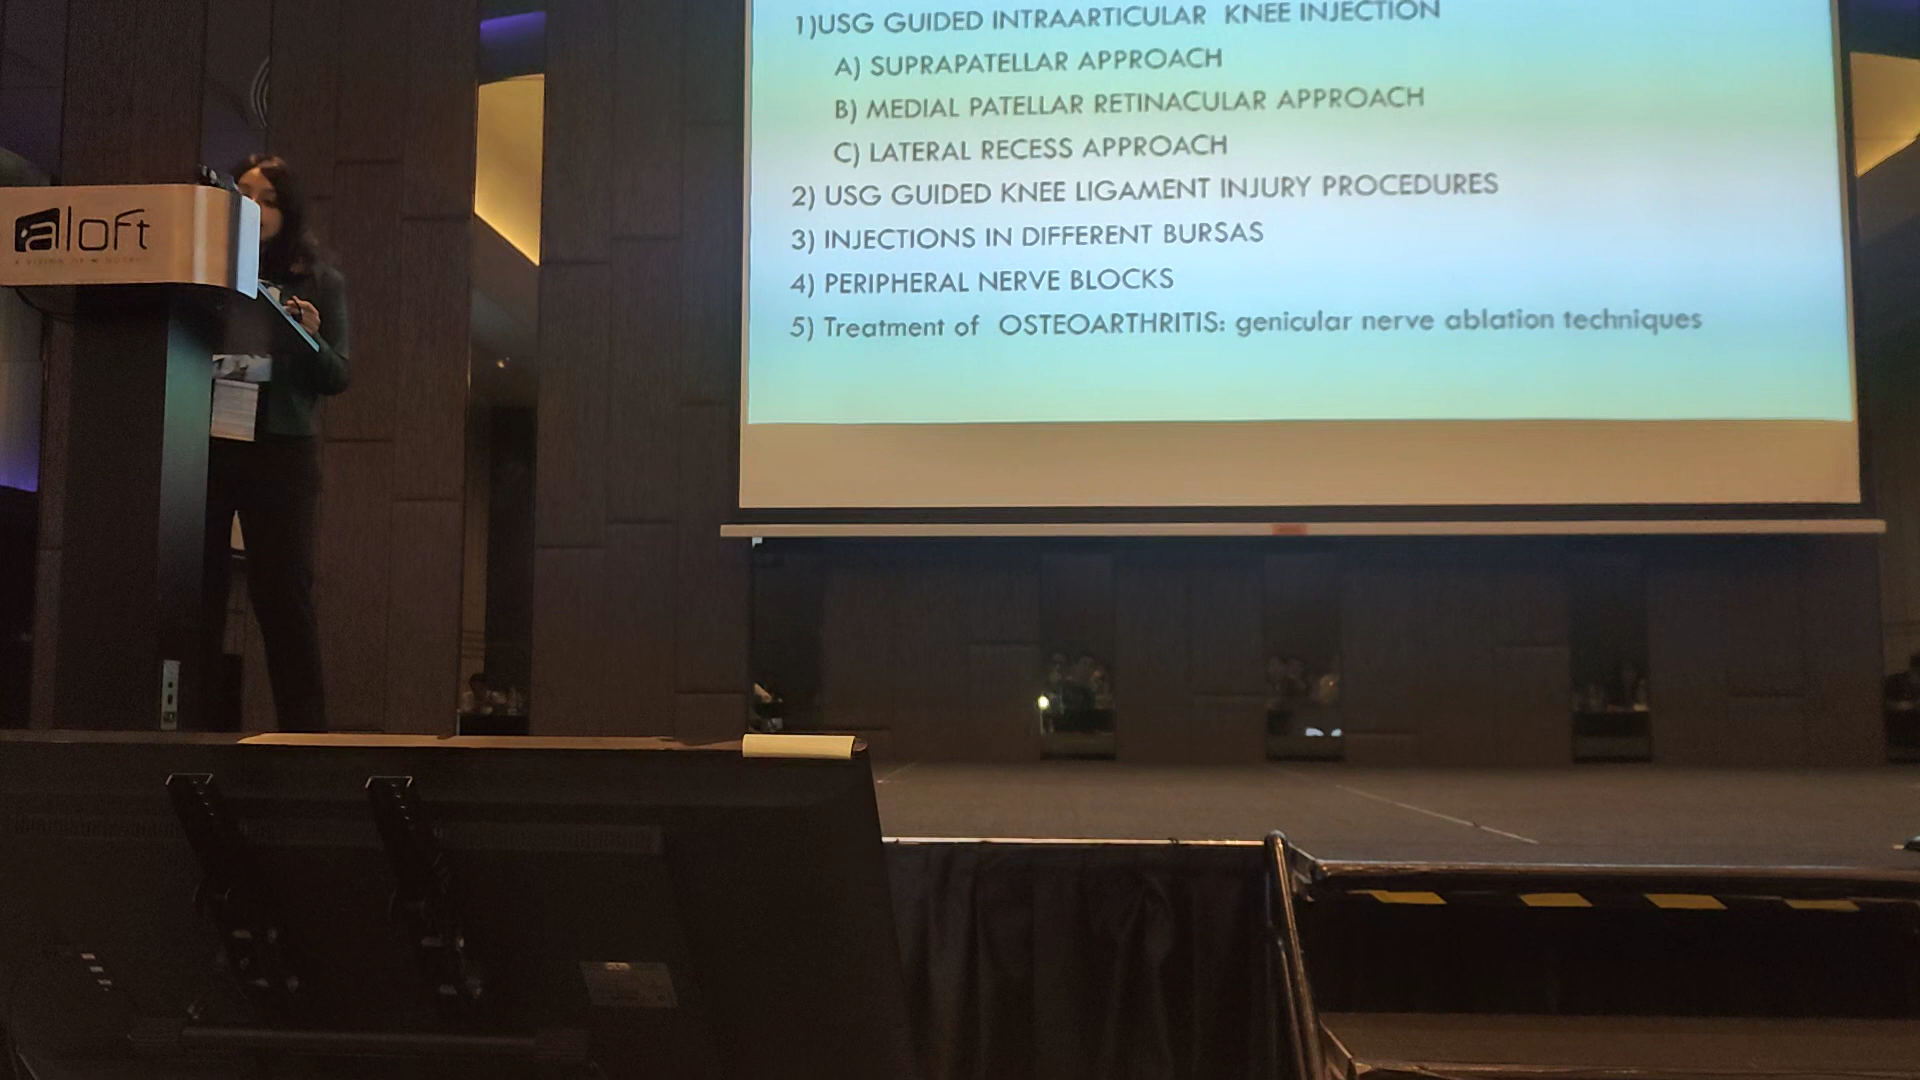 1)USG GUIDED INTRAARTICULAR KNEE INJECTION
A) SUPRAPATELLAR APPROACH
B) MEDIAL PATELLAR RETINACULAR APPROACH
C) LATERAL RECESS APPROACH
2) USG GUIDED KNEE LIGAMENT INJURY PROCEDURES
3) INJECTIONS IN DIFFERENT BURSAS
4) PERIPHERAL NERVE BLOCKS
5) Treatment of OSTEOARTHRITIS: genicular nerve ablation techniques
aloft